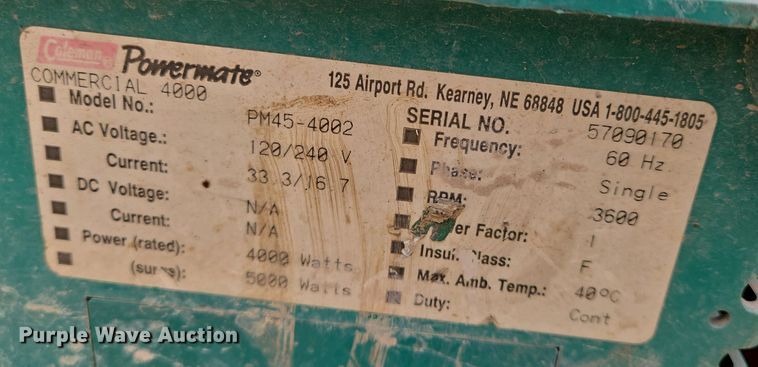 Coleman Powermate® 125 Airport Rd. Kearney, NE 68848 USA 1-800-445-1805
COMMERCIAL 4000
Model No.: PM45-4002
AC Voltage.: 120/240 V
Current: 33.3/16.7
DC Voltage: N/A
Current: N/A
Power (rated): 4000 Watts
5000 Watts
SERIAL NO. 57090170
Frequency: 60 Hz
Phase: Single
RPM: 3600
Factor: 1
Insul. Class: F
Max. Amb. Temp.: 40°C
Duty: Cont
Purple Wave Auction